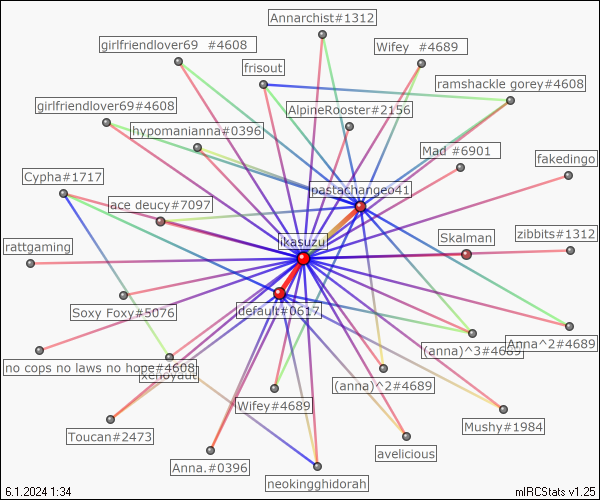 Annarchist#1312
girlfriendlover69 #4608
Wifey #4689
frisout
ramshackle gorey#4608
girlfriendlover69#4608
AlpineRooster#2156
hypomanianna#0396
Mad #6901
fakedingo
Cypha#1717
pastachangeo41
ace deucy#7097
rattgaming
ikasuzu
Skalman
zibbits#1312
Soxy Foxy#5076
default#0617
(anna)^3#4689
Anna^2#4689
no cops no laws no hope#4608
xenoyaut
(anna)^2#4689
Wifey#4689
Mushy#1984
Toucan#2473
avelicious
Anna.#0396
neokingghidorah
6.1.2024 1:34
mIRCStats v1.25